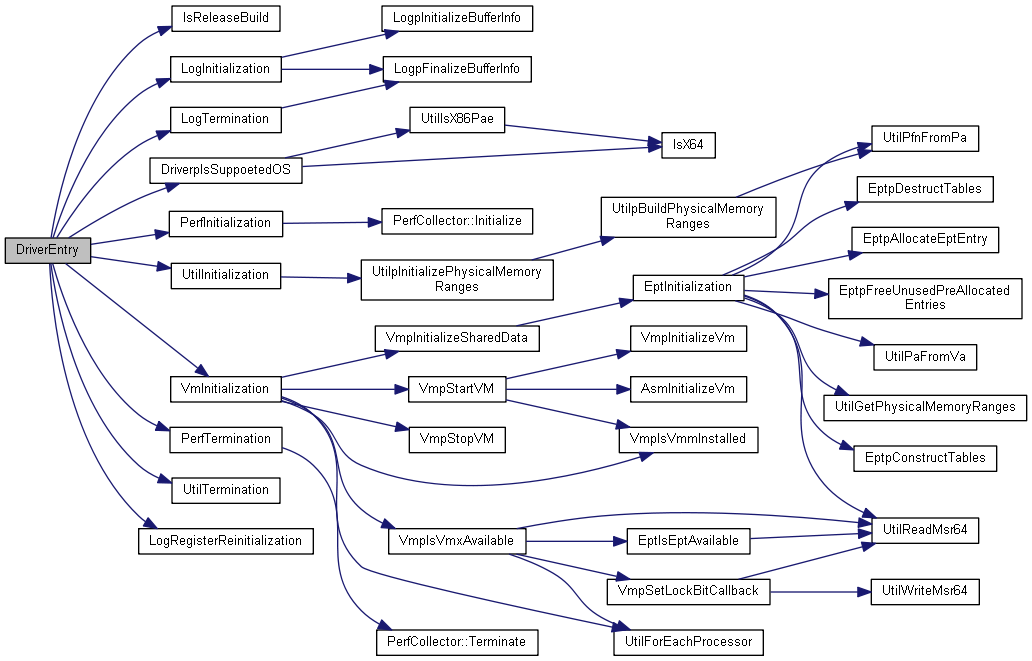 IsReleaseBuild
LogpInitializeBufferInfo
LogInitialization
LogpFinalizeBufferInfo
LogTermination
UtilIsX86Pae
IsX64
UtilPfnFromPa
DriverpIsSuppoetedOS
EptpDestructTables
PerfInitialization
PerfCollector::Initialize
UtilpBuildPhysicalMemory
Ranges
DriverEntry
EptpAllocateEptEntry
UtilInitialization
UtilpInitializePhysicalMemory
Ranges
EptInitialization
EptpFreeUnusedPreAllocated
Entries
VmpInitializeSharedData
VmpInitializeVm
UtilPaFromVa
VmInitialization
VmpStartVM
AsmInitializeVm
UtilGetPhysicalMemoryRanges
PerfTermination
VmpStopVM
VmpIsVmmInstalled
EptpConstructTables
UtilTermination
LogRegisterReinitialization
VmpIsVmxAvailable
EptIsEptAvailable
UtilReadMsr64
VmpSetLockBitCallback
UtilWriteMsr64
PerfCollector::Terminate
UtilForEachProcessor